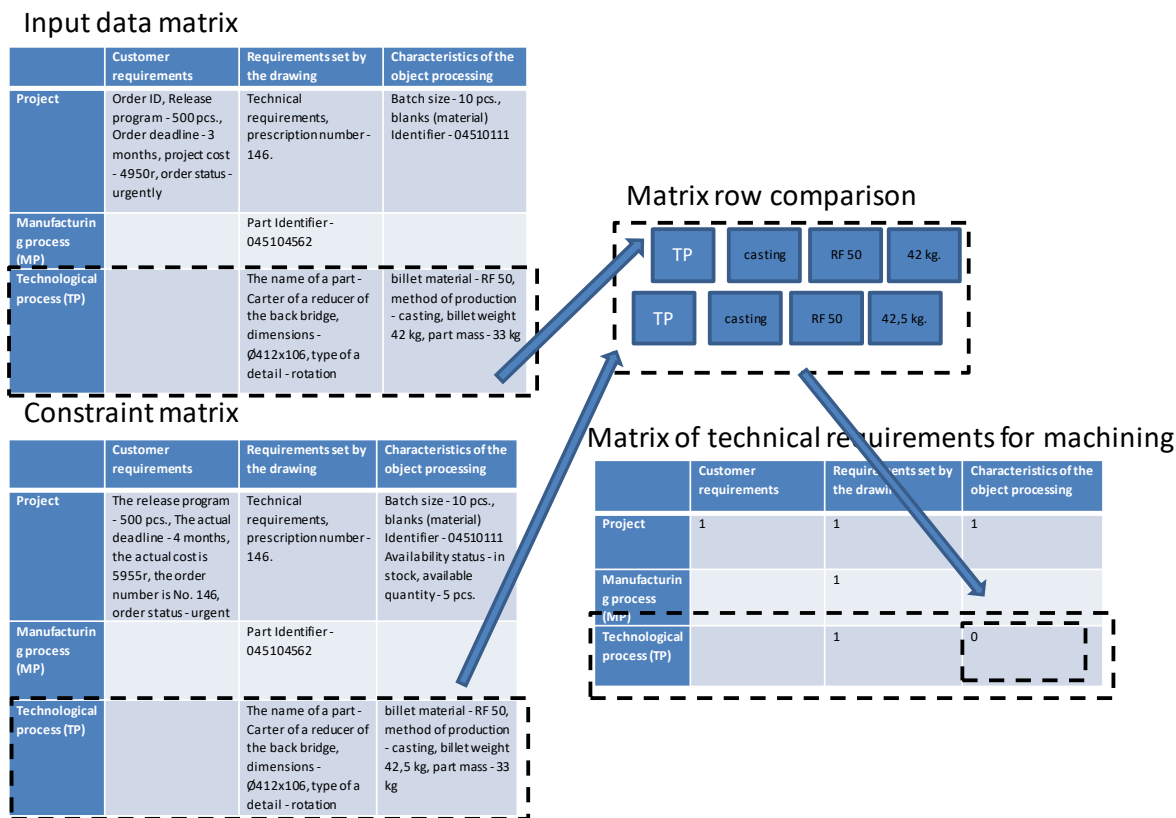 Input data matrix
Customer requirements
Requirements set by the drawing
Characteristics of the object processing
Project
Order ID, Release program - 500 pcs., Order deadline - 3 months, project cost - 4950r, order status - urgently
Technical requirements, prescription number - 146.
Batch size - 10 pcs., blanks (material) Identifier - 04510111
Manufacturing process (MP)
Part Identifier - 045104562
Technological process (TP)
The name of a part - Carter of a reducer of the back bridge, dimensions - Ø412x106, type of a detail - rotation
billet material - RF 50, method of production - casting, billet weight 42 kg, part mass - 33 kg
Matrix row comparison
TP casting RF 50 42 kg.
TP casting RF 50 42,5 kg.
Constraint matrix
Customer requirements
Requirements set by the drawing
Characteristics of the object processing
Project
The release program - 500 pcs., The actual deadline - 4 months, the actual cost is 5955r, the order number is No. 146, order status - urgent
Technical requirements, prescription number - 146.
Batch size - 10 pcs., blanks (material) Identifier - 04510111 Availability status - in stock, available quantity - 5 pcs.
Manufacturing process (MP)
Part Identifier - 045104562
Technological process (TP)
The name of a part - Carter of a reducer of the back bridge, dimensions - Ø412x106, type of a detail - rotation
billet material - RF 50, method of production - casting, billet weight 42,5 kg, part mass - 33 kg
Matrix of technical requirements for machining
Customer requirements
Requirements set by the drawing
Characteristics of the object processing
Project 1 1 1
Manufacturing process (MP) 1
Technological process (TP) 1 0